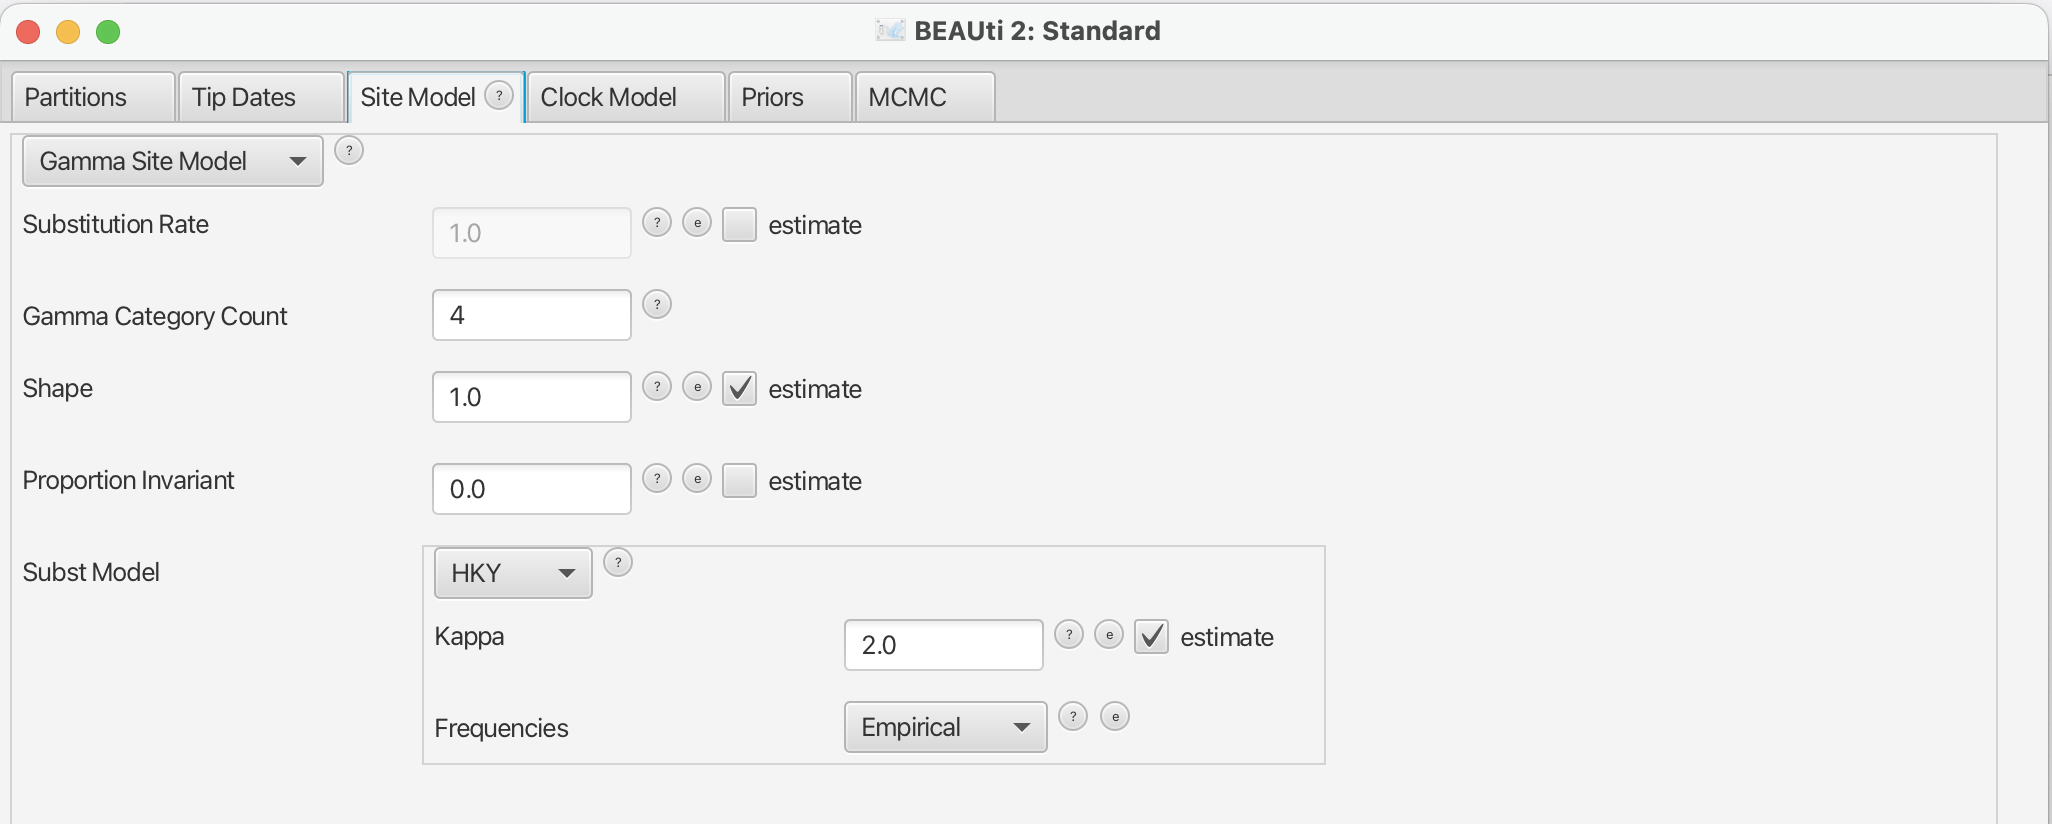 BEAUti 2: Standard
Partitions Tip Dates Site Model ? Clock Model Priors MCMC
Gamma Site Model ?
Substitution Rate 1.0 ? e estimate
Gamma Category Count 4 ?
Shape 1.0 ? e estimate
Proportion Invariant 0.0 ? e estimate
Subst Model HKY ?
Kappa 2.0 ? e estimate
Frequencies Empirical ? e